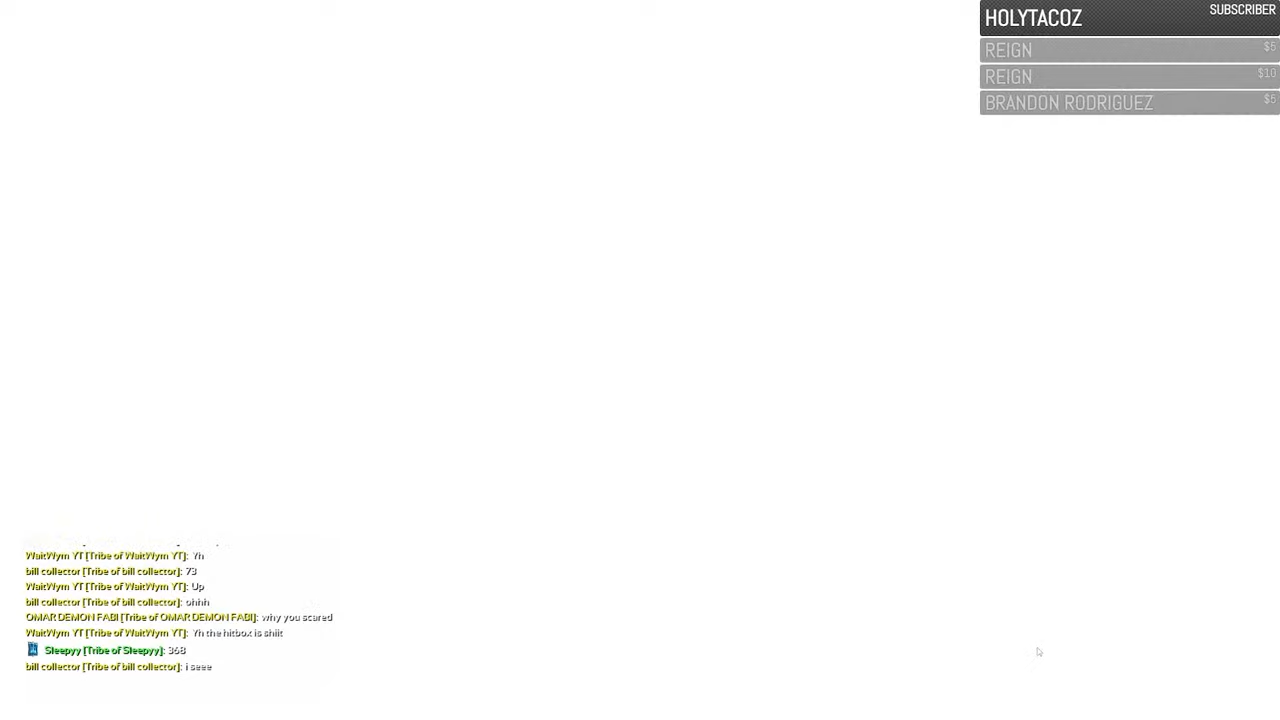 HOLYTACOZ SUBSCRIBER
REIGN $5
REIGN $10
BRANDON RODRIGUEZ $5
WaitWym YT [Tribe of WaitWym YT]: Yh
bill collector [Tribe of bill collector]: 73
WaitWym YT [Tribe of WaitWym YT]: Up
bill collector [Tribe of bill collector]: ohhh
OMAR DEMON FABI [Tribe of OMAR DEMON FABI]: why you scared
WaitWym YT [Tribe of WaitWym YT]: Yh the hitbox is shiit
Sleepyy [Tribe of Sleepyy]: 368
bill collector [Tribe of bill collector]: i seee